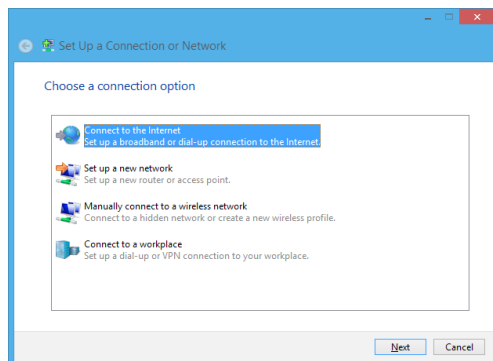 Set Up a Connection or Network
Choose a connection option
Connect to the Internet
Set up a broadband or dial-up connection to the Internet.
Set up a new network
Set up a new router or access point.
Manually connect to a wireless network
Connect to a hidden network or create a new wireless profile.
Connect to a workplace
Set up a dial-up or VPN connection to your workplace.
Next Cancel